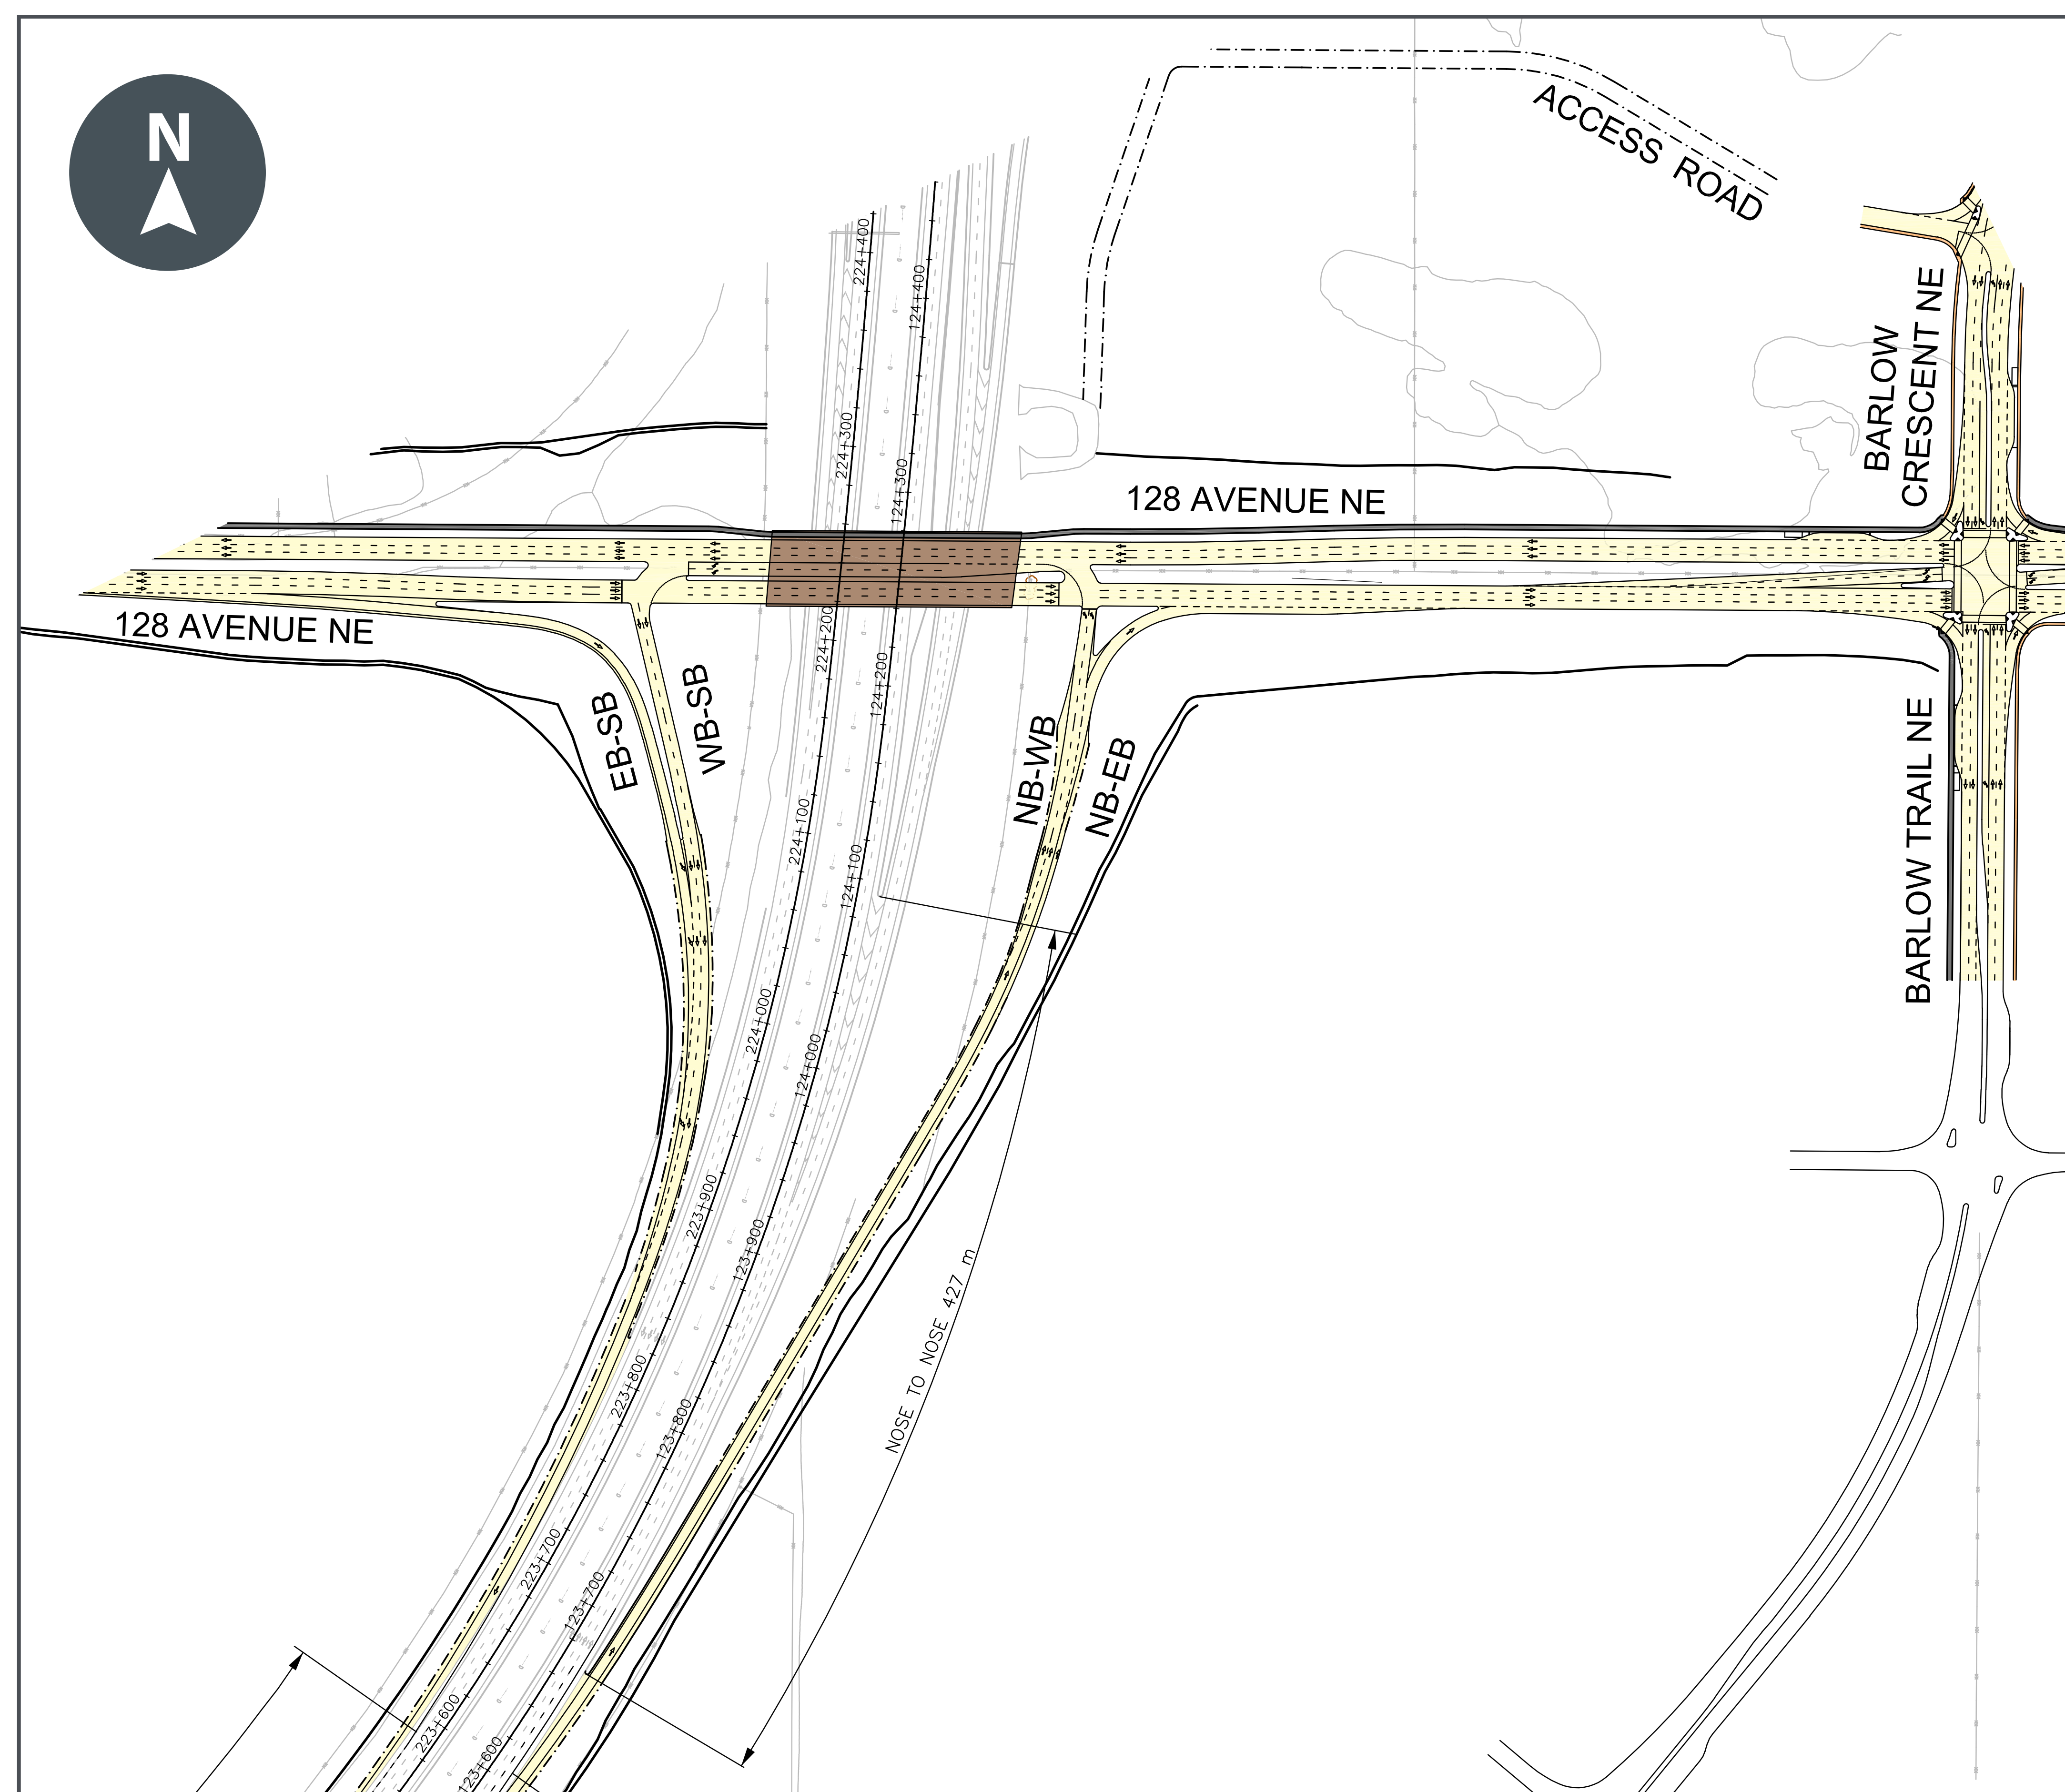 N
ACCESS ROAD
BARLOW
CRESCENT NE
224+400
124+400
224+300
124+300
128 AVENUE NE
128 AVENUE NE
224+200
124+200
EB-SB
WB-SB
NB-WB
NB-EB
BARLOW TRAIL NE
224+100
124+100
224+000
124+000
223+900
123+900
NOSE TO NOSE 427 m
223+800
123+800
223+700
123+700
223+600
123+600